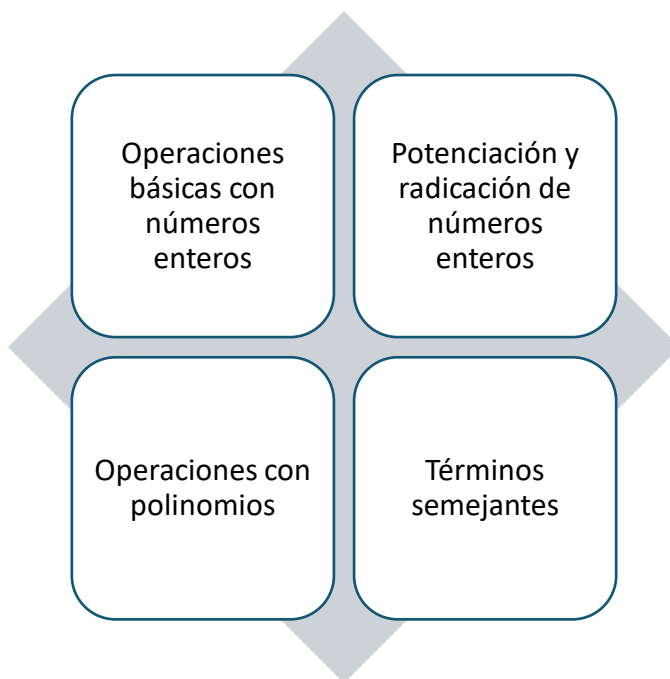 Operaciones
básicas con
números
enteros
Potenciación y
radicación de
números
enteros
Operaciones con
polinomios
Términos
semejantes